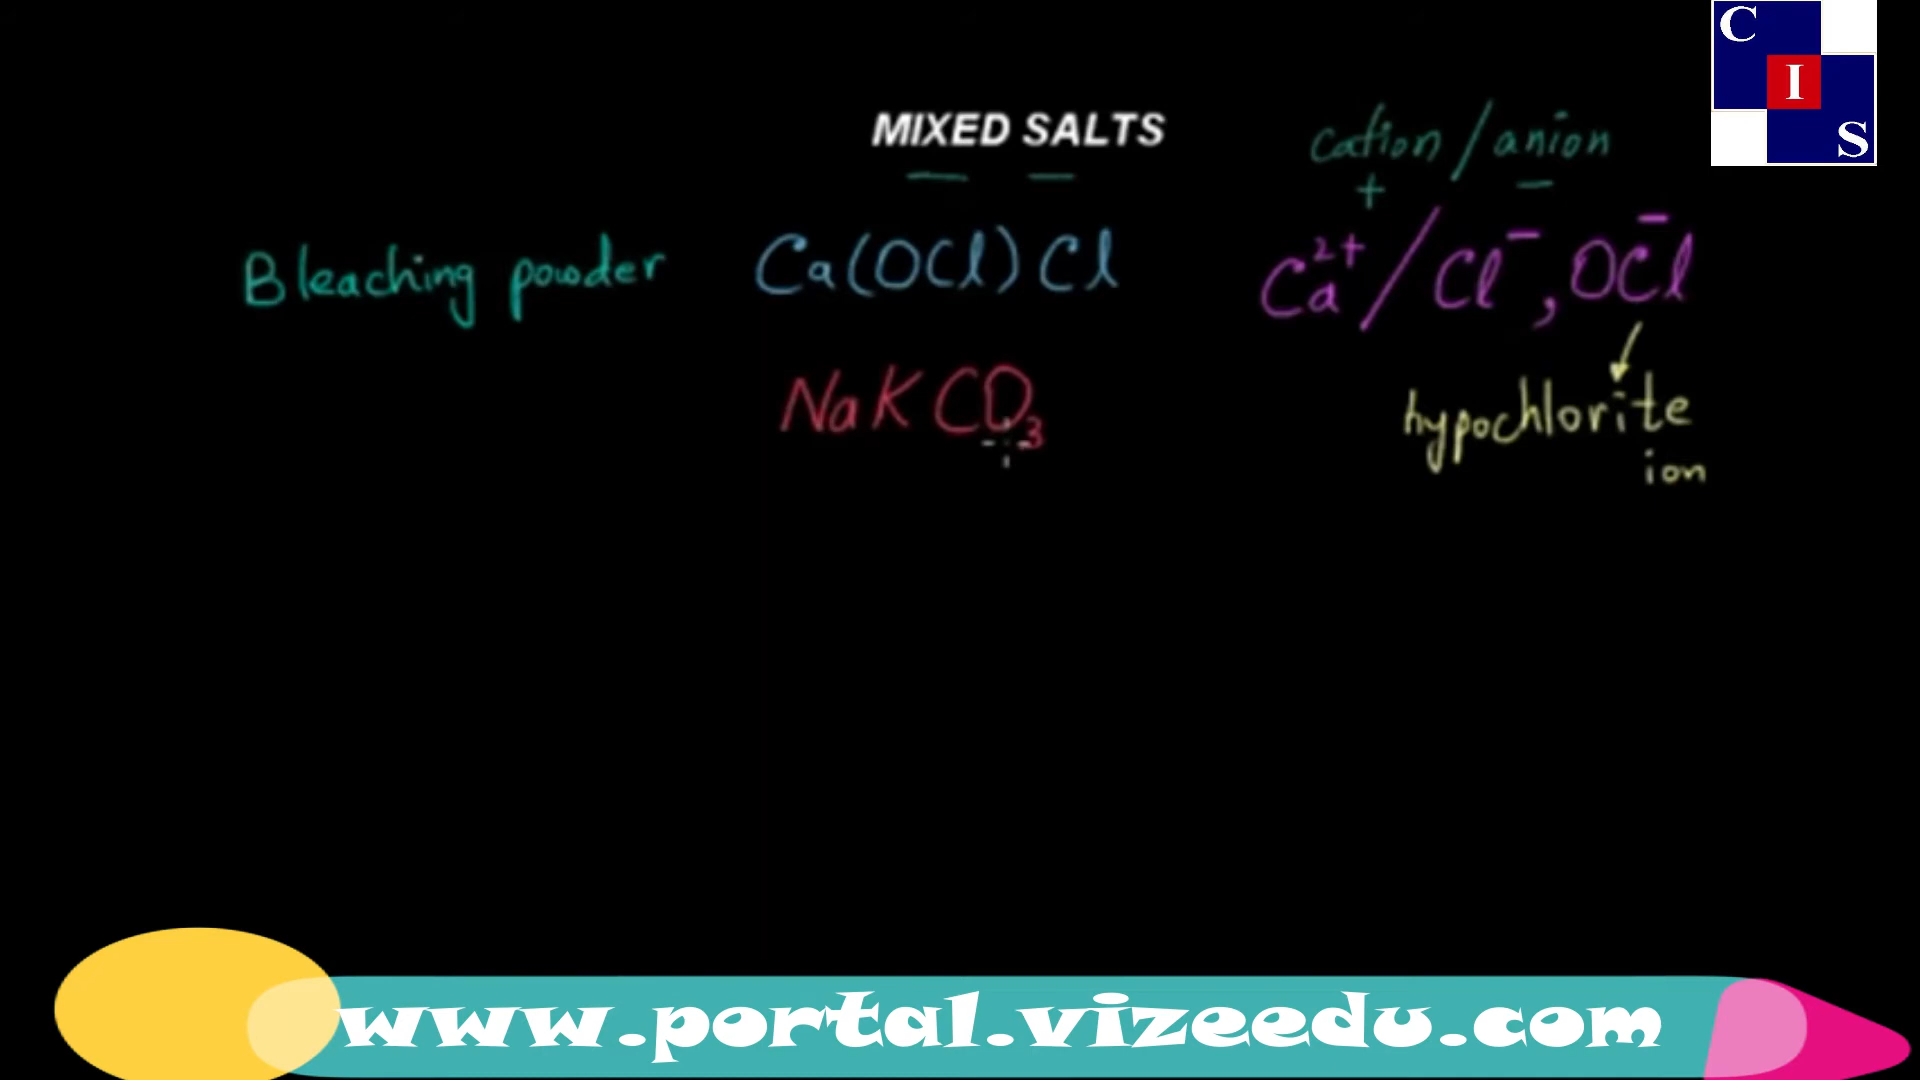 C
I
S
MIXED SALTS
cation / anion
+ –
Bleaching powder Ca(OCl)Cl Ca²⁺/Cl⁻, OCl⁻
NaKCO₃
hypochlorite
ion
www.portal.vizeedu.com